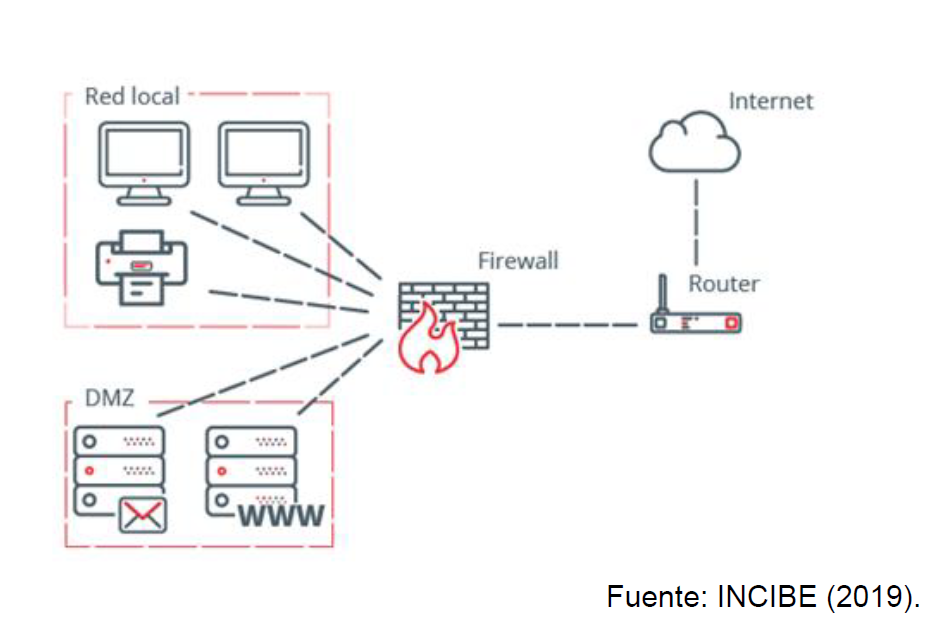 Red local
Internet
Firewall
Router
DMZ
WWW
Fuente: INCIBE (2019).